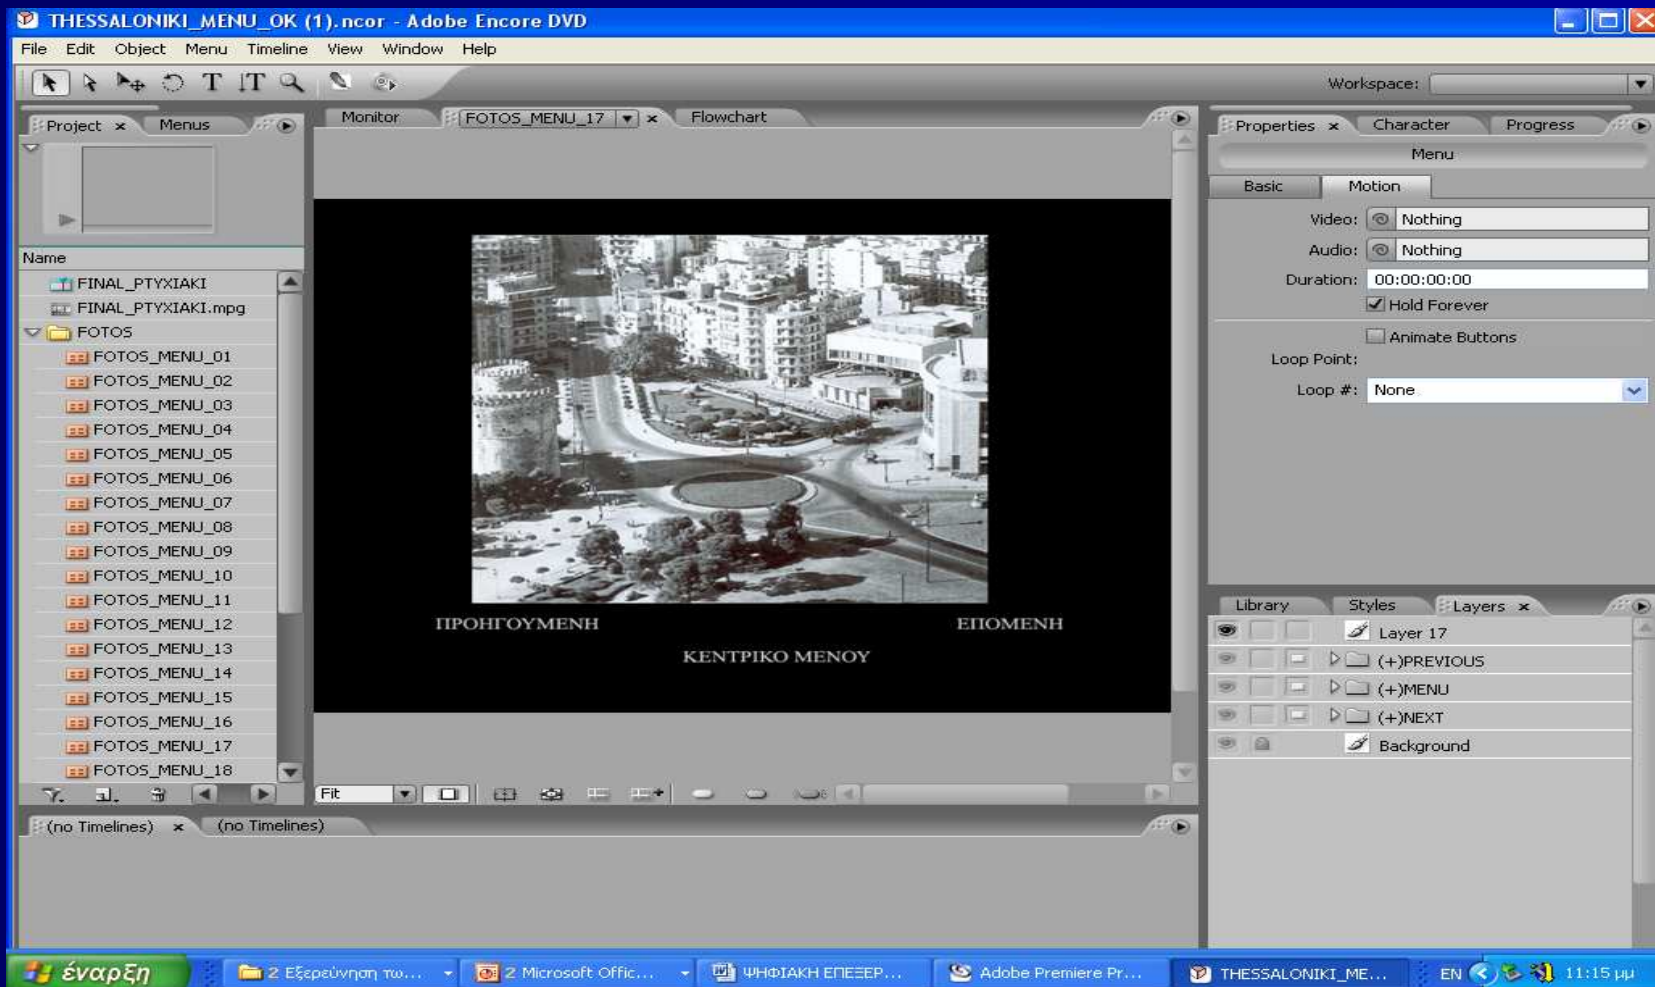 THESSALONIKI_MENU_OK (1).ncor - Adobe Encore DVD
File Edit Object Menu Timeline View Window Help
T IT Workspace:
Project × Menus
Monitor FOTOS_MENU_17 × Flowchart
Properties × Character Progress
Menu
Basic Motion
Video: Nothing
Audio: Nothing
Duration: 00:00:00:00
Hold Forever
Animate Buttons
Loop Point:
Loop #: None
Name
FINAL_PTYXIAKI
FINAL_PTYXIAKI.mpg
FOTOS
FOTOS_MENU_01
FOTOS_MENU_02
FOTOS_MENU_03
FOTOS_MENU_04
FOTOS_MENU_05
FOTOS_MENU_06
FOTOS_MENU_07
FOTOS_MENU_08
FOTOS_MENU_09
FOTOS_MENU_10
FOTOS_MENU_11
FOTOS_MENU_12
FOTOS_MENU_13
FOTOS_MENU_14
FOTOS_MENU_15
FOTOS_MENU_16
FOTOS_MENU_17
FOTOS_MENU_18
ΠΡΟΗΓΟΥΜΕΝΗ ΕΠΟΜΕΝΗ
ΚΕΝΤΡΙΚΟ ΜΕΝΟΥ
Fit
Library Styles Layers ×
Layer 17
(+)PREVIOUS
(+)MENU
(+)NEXT
Background
(no Timelines) × (no Timelines)
έναρξη 2 Εξερεύνηση τω... 2 Microsoft Offic... ΨΗΦΙΑΚΗ ΕΠΕΞΕΡ... Adobe Premiere Pr... THESSALONIKI_ME... EN 11:15 μμ